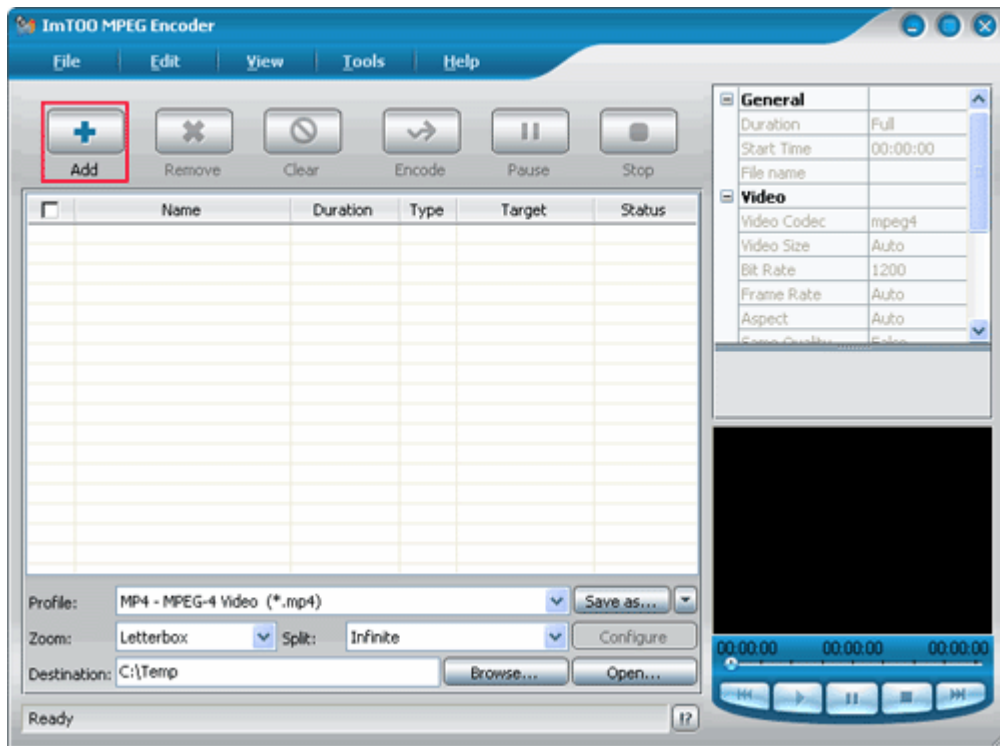 ImTOO MPEG Encoder
File Edit View Tools Help
Add Remove Clear Encode Pause Stop
Name Duration Type Target Status
General
Duration Full
Start Time 00:00:00
File name
Video
Video Codec mpeg4
Video Size Auto
Bit Rate 1200
Frame Rate Auto
Aspect Auto
Same Quality False
Profile: MP4 - MPEG-4 Video (*.mp4) Save as...
Zoom: Letterbox Split: Infinite Configure
Destination: C:\Temp Browse... Open...
00:00:00 00:00:00 00:00:00
Ready !?